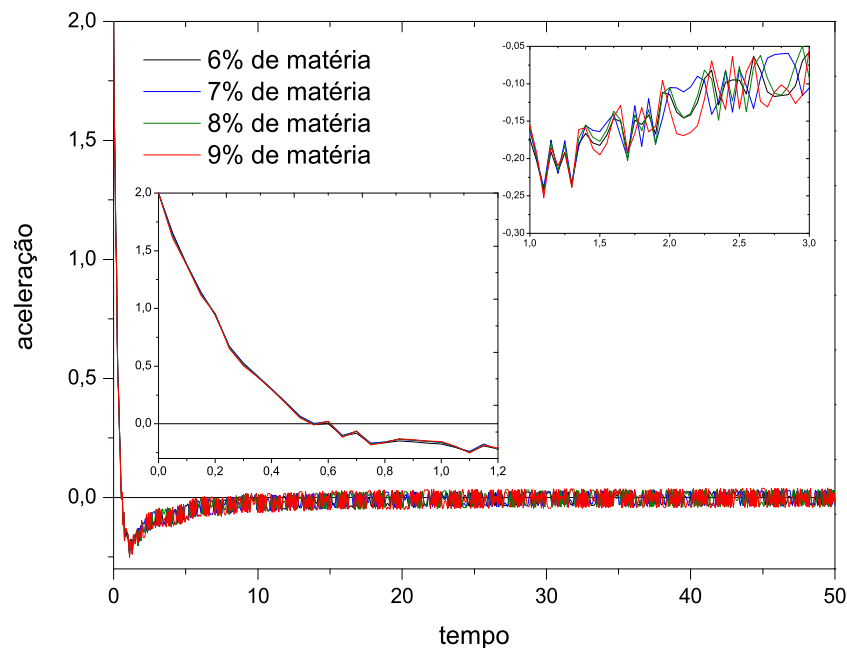 2,0
1,5
1,0
0,5
0,0
aceleração
6% de matéria
7% de matéria
8% de matéria
9% de matéria
-0,05
-0,10
-0,15
-0,20
-0,25
-0,30
1,0 1,5 2,0 2,5 3,0
2,0
1,5
1,0
0,5
0,0
0,0 0,2 0,4 0,6 0,8 1,0 1,2
0 10 20 30 40 50
tempo